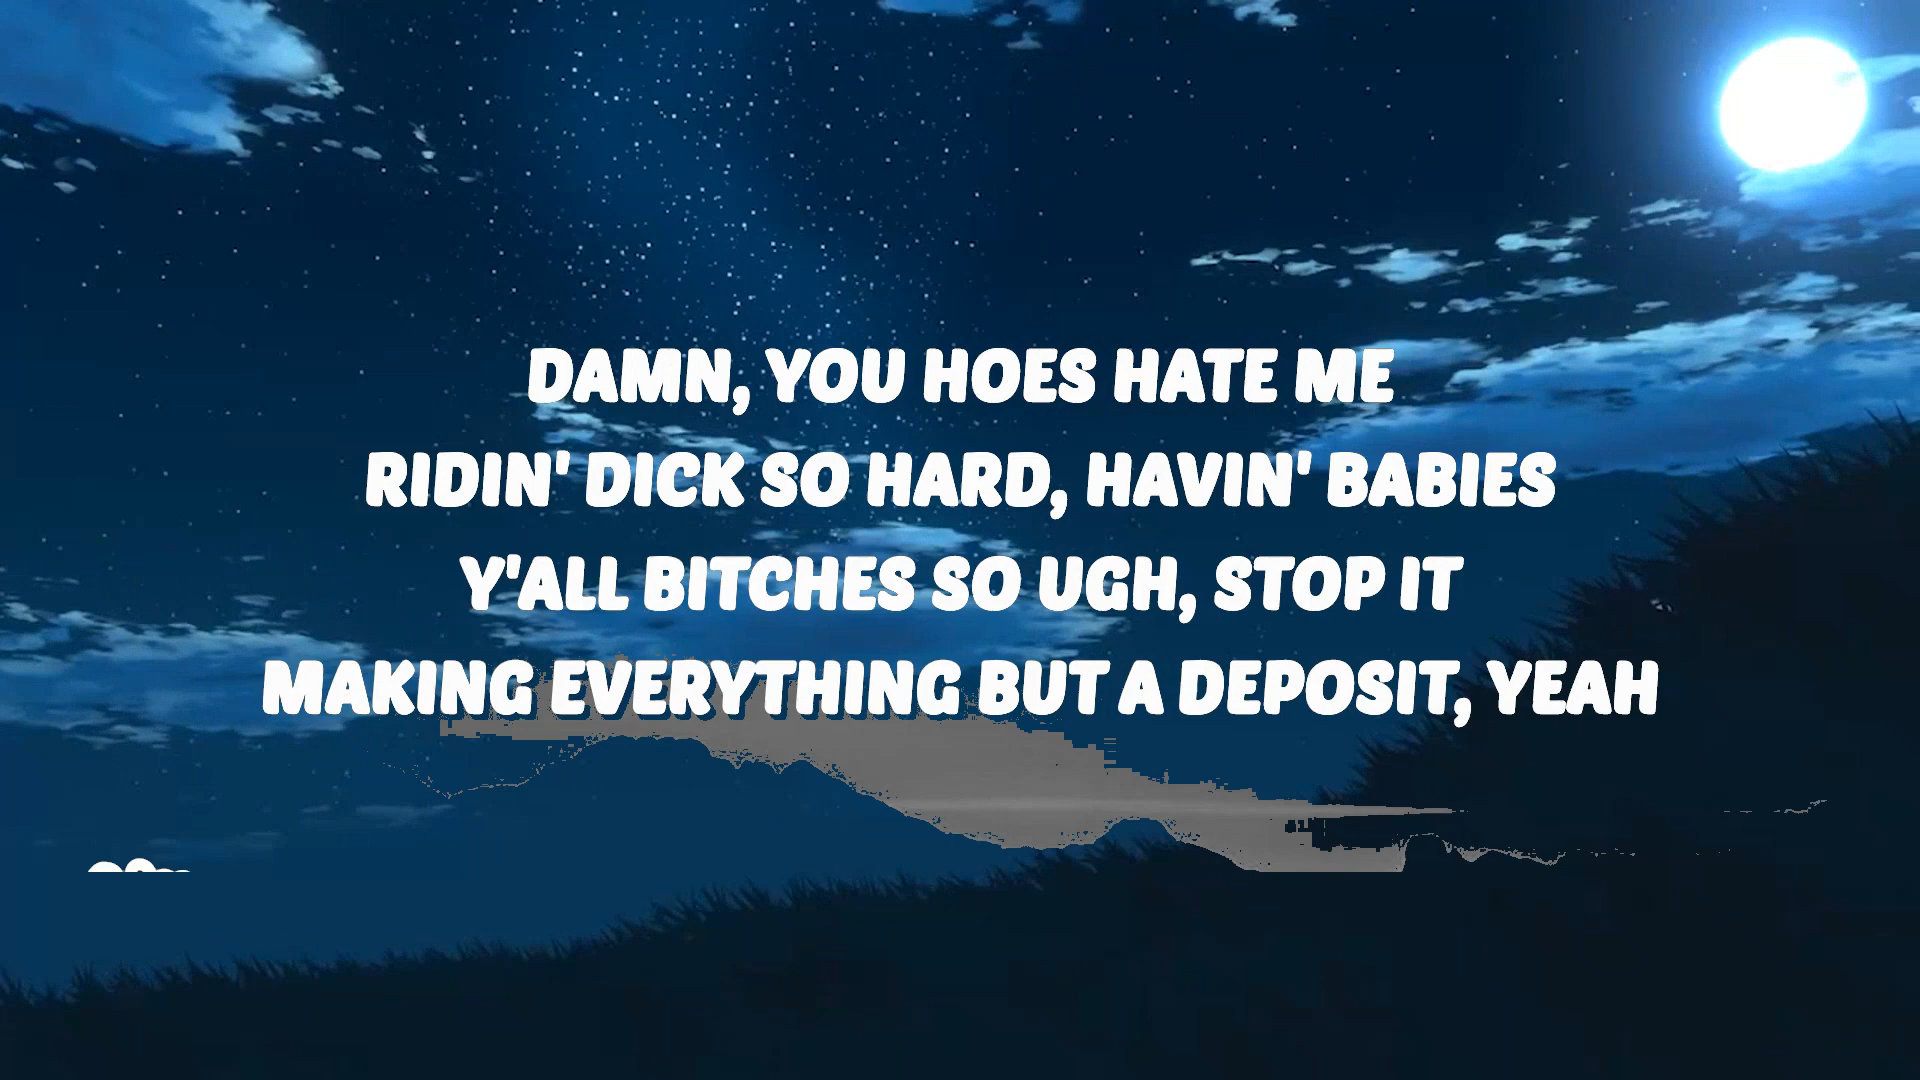 DAMN, YOU HOES HATE ME
RIDIN' DICK SO HARD, HAVIN' BABIES
Y'ALL BITCHES SO UGH, STOP IT
MAKING EVERYTHING BUT A DEPOSIT, YEAH